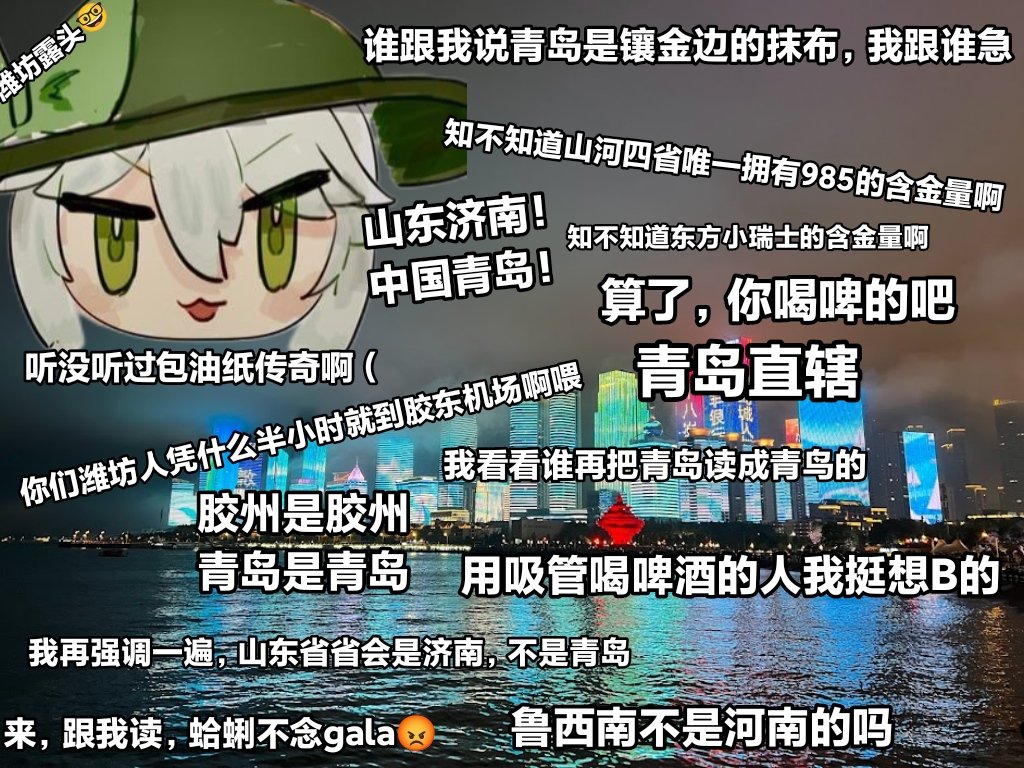 潍坊露头🤓
谁跟我说青岛是镶金边的抹布，我跟谁急
知不知道山河四省唯一拥有985的含金量啊
山东济南！
中国青岛！
知不知道东方小瑞士的含金量啊
算了，你喝啤的吧
听没听过包油纸传奇啊（
青岛直辖
你们潍坊人凭什么半小时就到胶东机场啊喂
我看看谁再把青岛读成青鸟的
胶州是胶州
青岛是青岛
用吸管喝啤酒的人我挺想B的
我再强调一遍，山东省省会是济南，不是青岛
来，跟我读，蛤蜊不念gala😡
鲁西南不是河南的吗